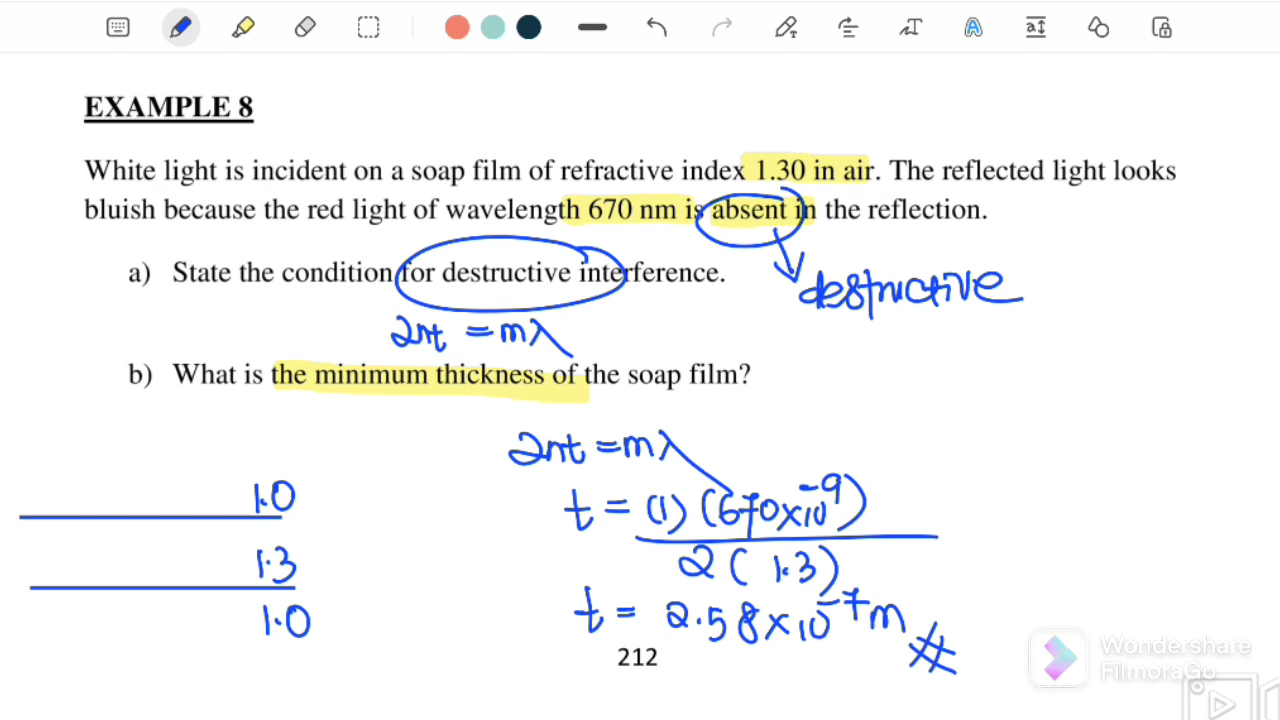 EXAMPLE 8
White light is incident on a soap film of refractive index 1.30 in air. The reflected light looks
bluish because the red light of wavelength 670 nm is absent in the reflection.
a) State the condition for destructive interference.
destructive
2nt = mλ
b) What is the minimum thickness of the soap film?
2nt = mλ
1.0
t = (1) (670×10^-9)
2 ( 1.3)
1.3
t = 2.58×10^-7 m #
1.0
212
Wondershare
FilmoraGo